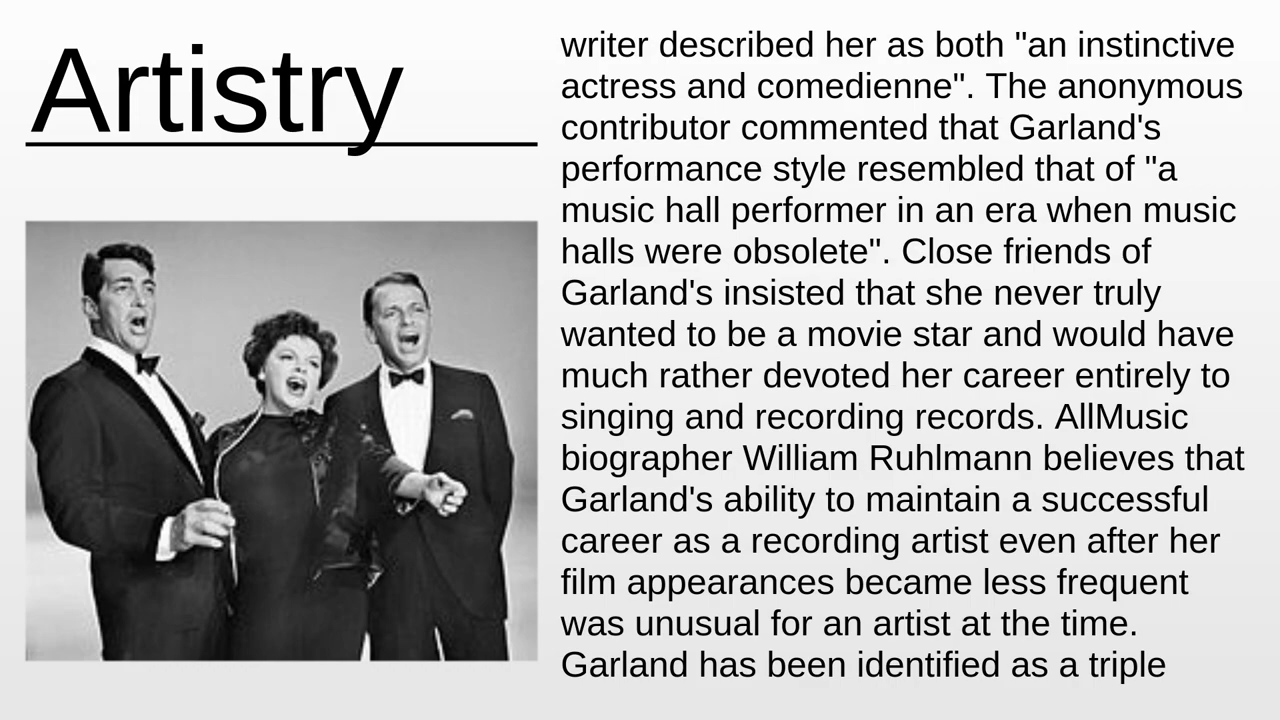 Artistry
writer described her as both "an instinctive
actress and comedienne". The anonymous
contributor commented that Garland's
performance style resembled that of "a
music hall performer in an era when music
halls were obsolete". Close friends of
Garland's insisted that she never truly
wanted to be a movie star and would have
much rather devoted her career entirely to
singing and recording records. AllMusic
biographer William Ruhlmann believes that
Garland's ability to maintain a successful
career as a recording artist even after her
film appearances became less frequent
was unusual for an artist at the time.
Garland has been identified as a triple